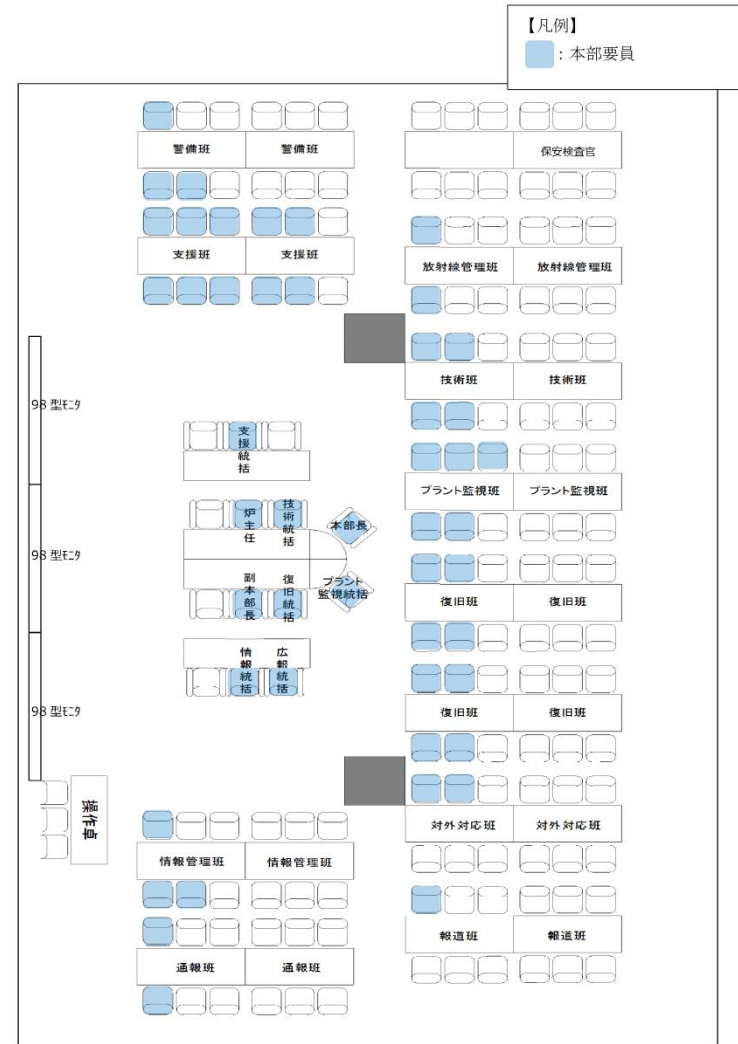 【凡例】
：本部要員
警備班 警備班
保安検査官
支援班 支援班
放射線管理班 放射線管理班
技術班 技術班
98 型モニタ
支援統括
プラント監視班 プラント監視班
炉主任
技術統括
本部長
98 型モニタ
副本部長
復旧統括
プラント
監視統括
復旧班 復旧班
情報統括
広報統括
98 型モニタ
復旧班 復旧班
操作卓
対外対応班 対外対応班
情報管理班 情報管理班
報道班 報道班
通報班 通報班